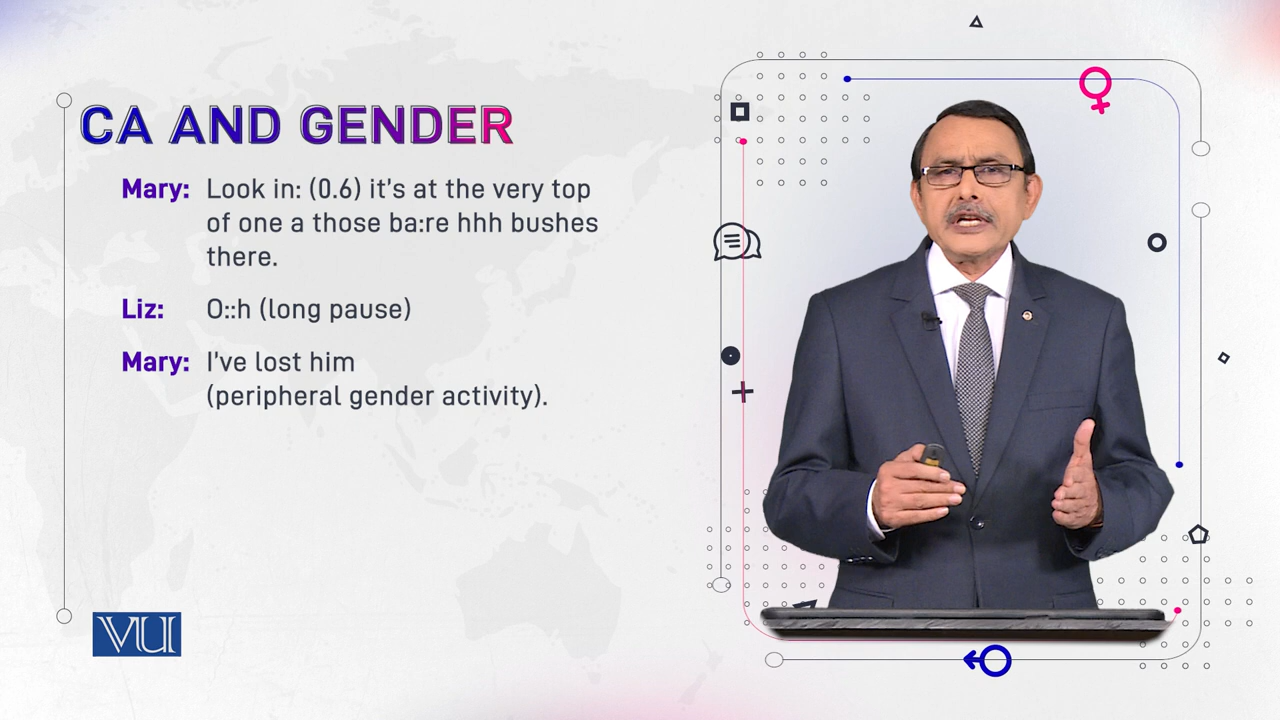 CA AND GENDER
Mary: Look in: (0.6) it's at the very top
of one a those ba:re hhh bushes
there.
Liz: O::h (long pause)
Mary: I've lost him
(peripheral gender activity).
VU